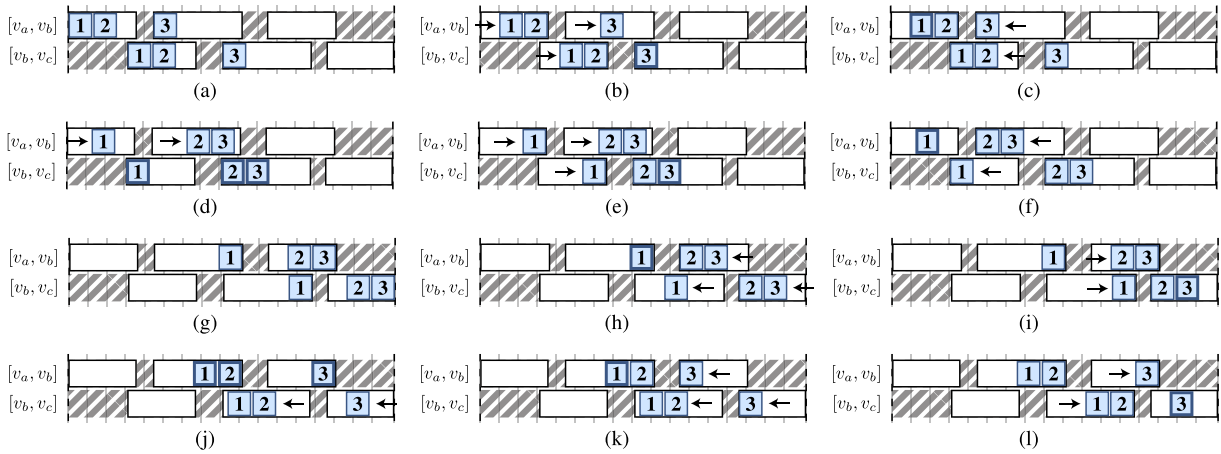 [v_a, v_b] 1 2 3 [v_a, v_b] 1 2 3 [v_a, v_b] 1 2 3
[v_b, v_c] 1 2 3 [v_b, v_c] 1 2 3 [v_b, v_c] 1 2 3
(a) (b) (c)
[v_a, v_b] 1 2 3 [v_a, v_b] 1 2 3 [v_a, v_b] 1 2 3
[v_b, v_c] 1 2 3 [v_b, v_c] 1 2 3 [v_b, v_c] 1 2 3
(d) (e) (f)
[v_a, v_b] 1 2 3 [v_a, v_b] 1 2 3 [v_a, v_b] 1 2 3
[v_b, v_c] 1 2 3 [v_b, v_c] 1 2 3 [v_b, v_c] 1 2 3
(g) (h) (i)
[v_a, v_b] 1 2 3 [v_a, v_b] 1 2 3 [v_a, v_b] 1 2 3
[v_b, v_c] 1 2 3 [v_b, v_c] 1 2 3 [v_b, v_c] 1 2 3
(j) (k) (l)